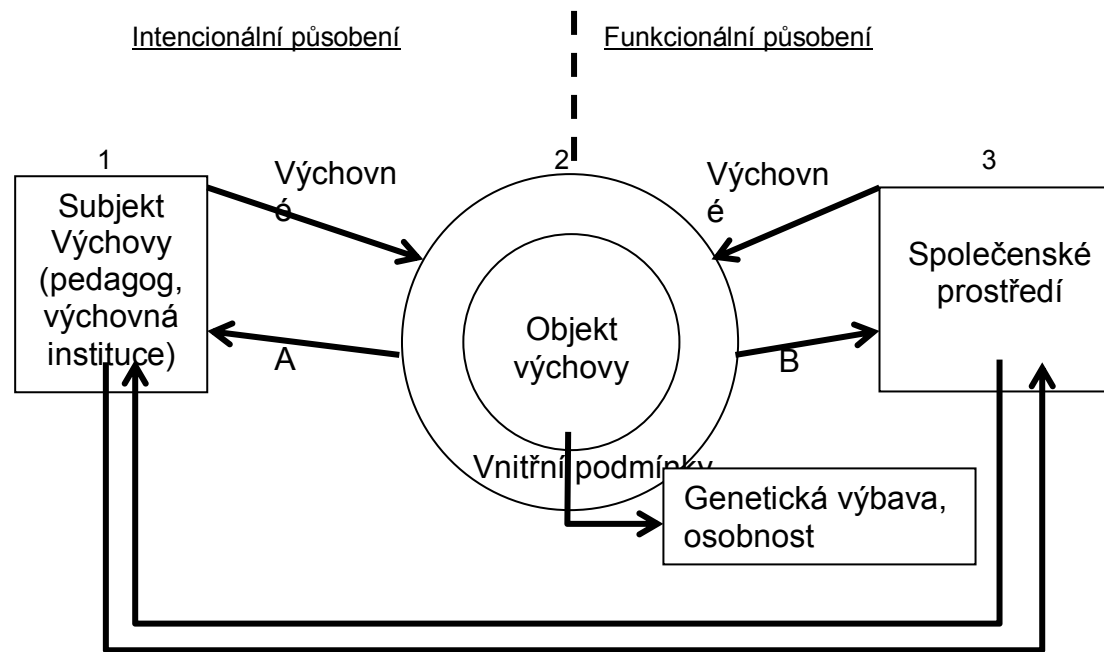 Intencionální působení
Funkcionální působení
1
2
3
Výchovn
é
Výchovn
é
Subjekt
Výchovy
(pedagog,
výchovná
instituce)
Společenské
prostředí
Objekt
výchovy
A
B
Vnitřní podmínky
Genetická výbava,
osobnost